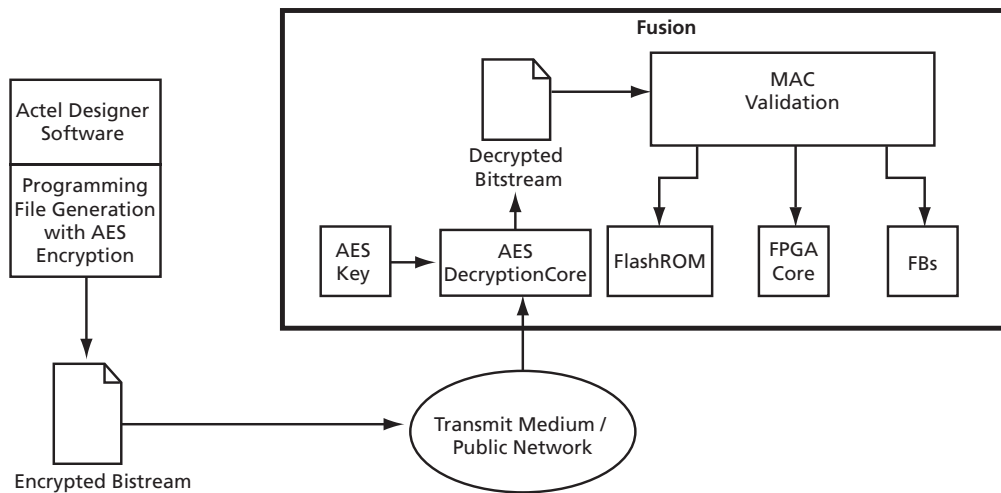 Fusion
Actel Designer
Software
Programming
File Generation
with AES
Encryption
Encrypted Bistream
Transmit Medium /
Public Network
AES
Key
AES
DecryptionCore
Decrypted
Bitstream
MAC
Validation
FlashROM
FPGA
Core
FBs